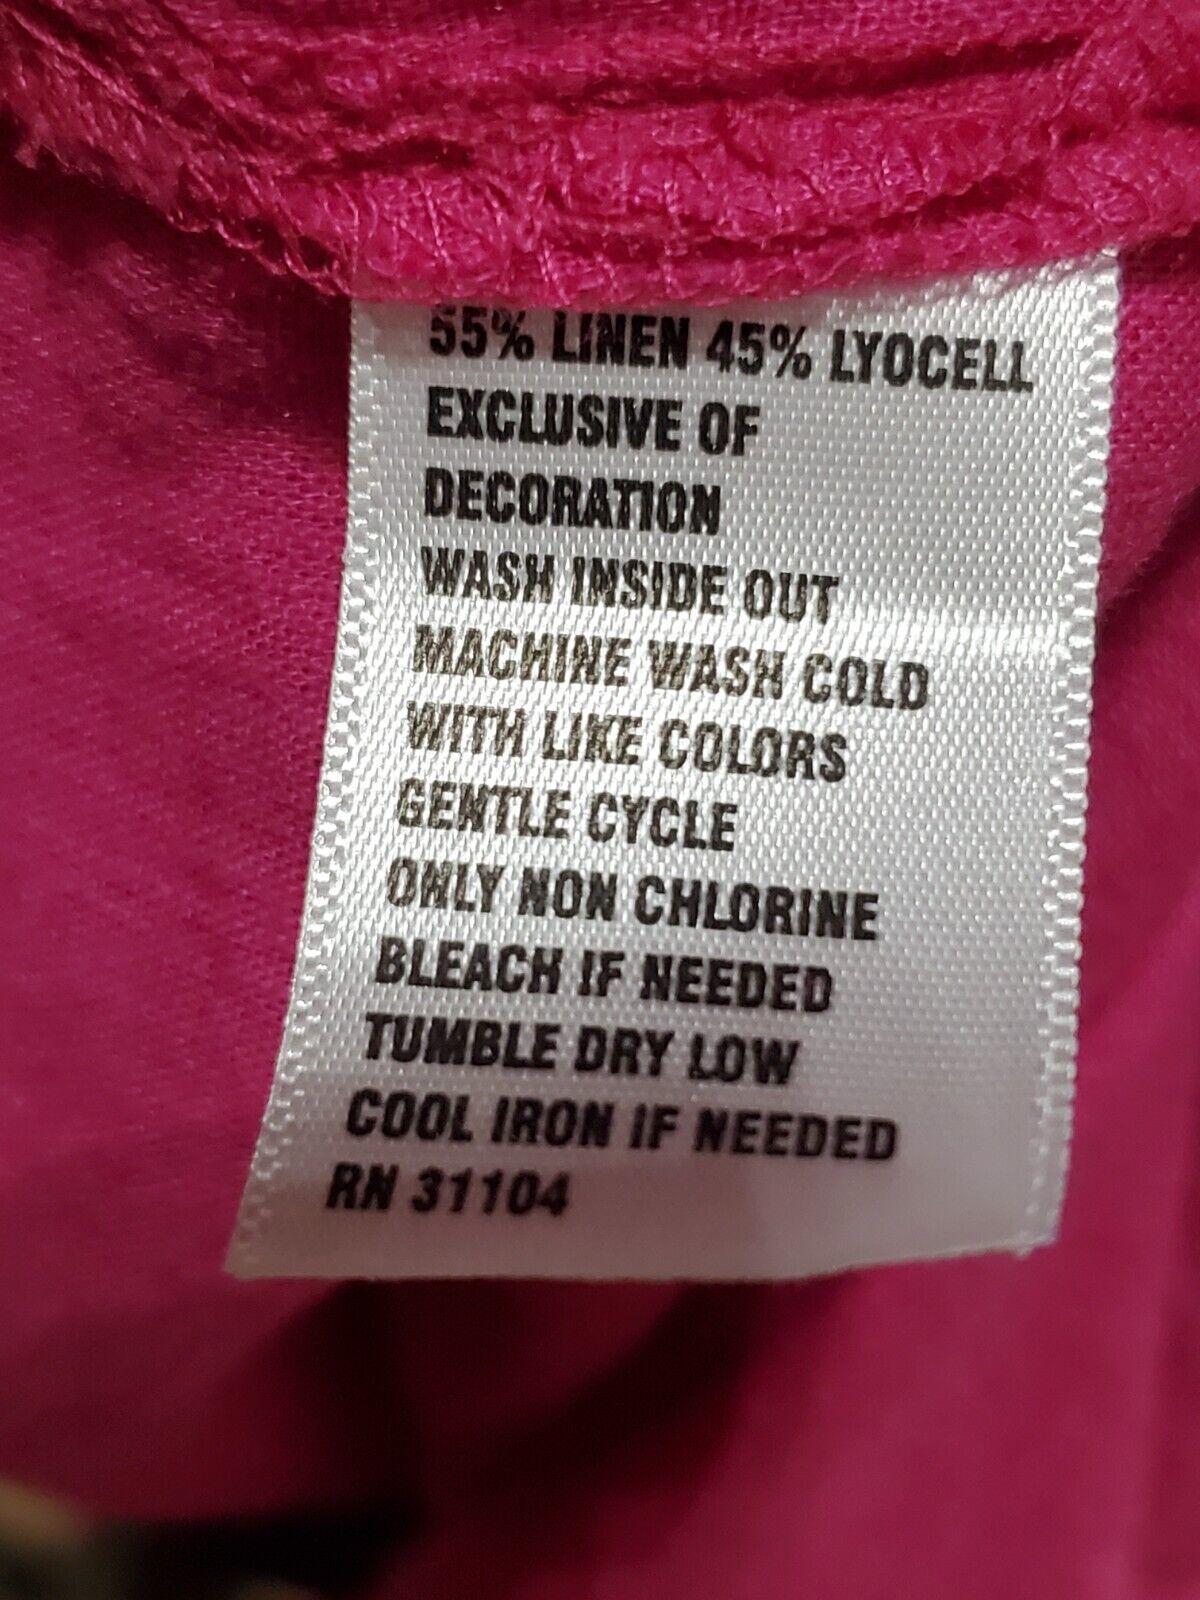 55% LINEN 45% LYOCELL
EXCLUSIVE OF
DECORATION
WASH INSIDE OUT
MACHINE WASH COLD
WITH LIKE COLORS
GENTLE CYCLE
ONLY NON CHLORINE
BLEACH IF NEEDED
TUMBLE DRY LOW
COOL IRON IF NEEDED
RN 31104